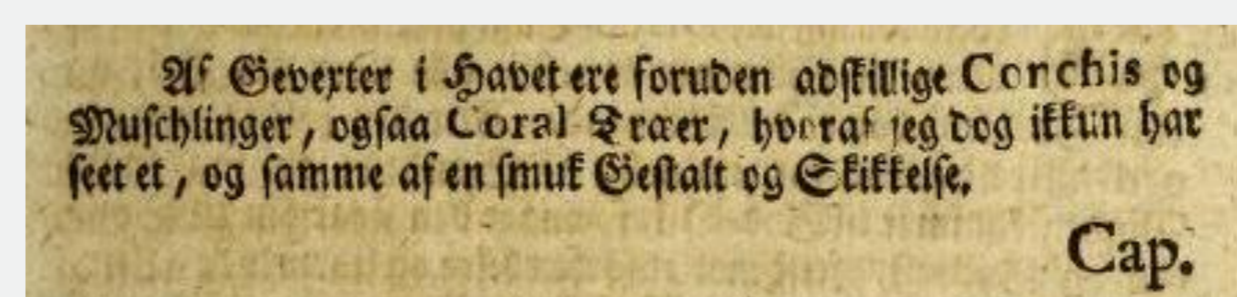 Af Gevexter i Havet ere foruden adskillige Conchis og
Muschlinger, ogsaa Coral Træer, hvoraf jeg dog ikkun har
seet et, og samme af en smuk Gestalt og Skikkelse.
Cap.